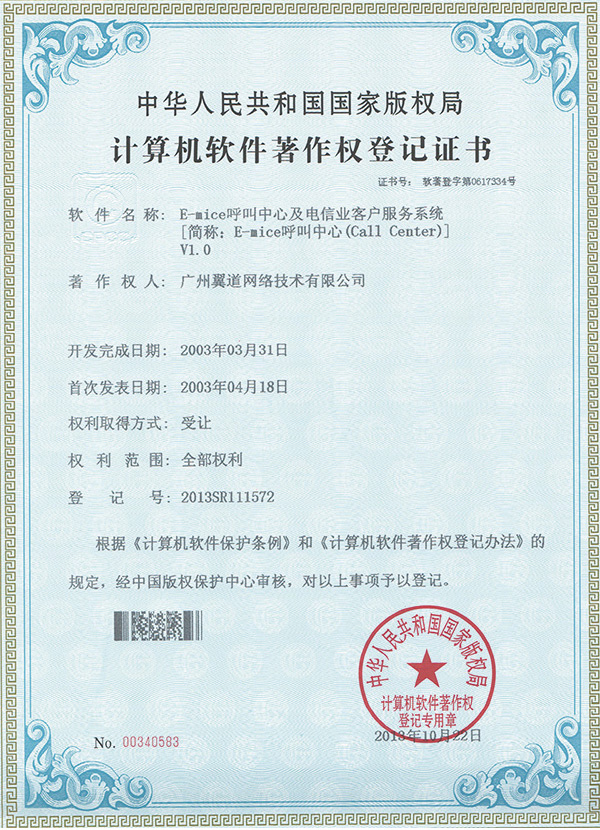 中华人民共和国国家版权局
计算机软件著作权登记证书
证书号： 软著登字第0617334号
软件名称： E-mice呼叫中心及电信业客户服务系统
[简称：E-mice呼叫中心(Call Center)]
V1.0
著作权人： 广州翼道网络技术有限公司
开发完成日期： 2003年03月31日
首次发表日期： 2003年04月18日
权利取得方式： 受让
权利范围： 全部权利
登记号： 2013SR111572
根据《计算机软件保护条例》和《计算机软件著作权登记办法》的
规定，经中国版权保护中心审核，对以上事项予以登记。
中华人民共和国国家版权局
计算机软件著作权
登记专用章
2013年10月22日
No. 00340583